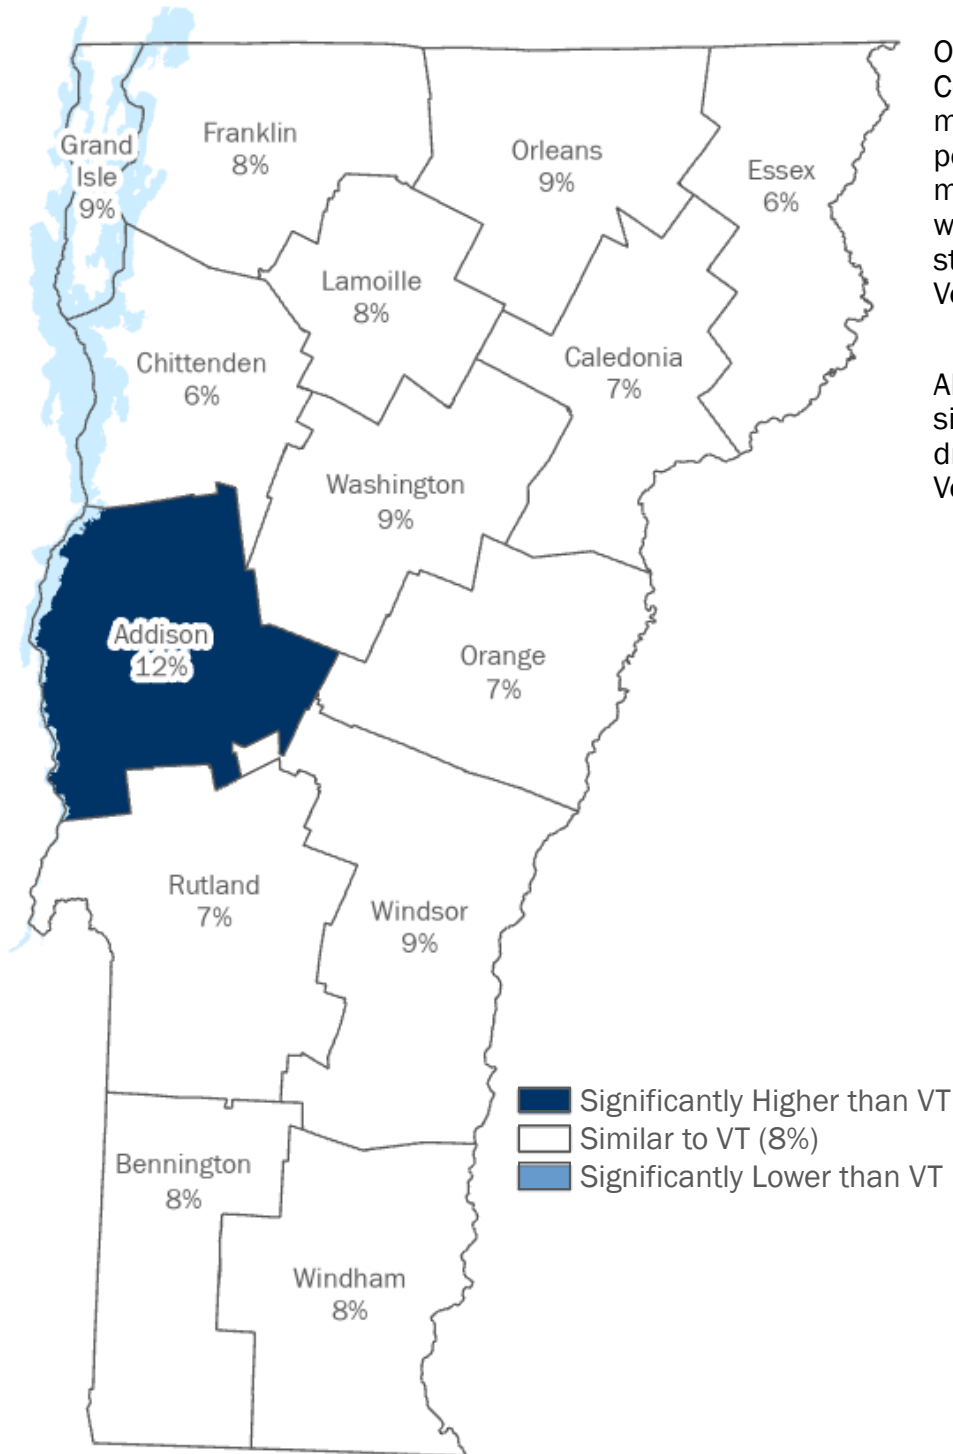 Grand
Isle
9%
Franklin
8%
Orleans
9%
Essex
6%
Lamoille
8%
Chittenden
6%
Caledonia
7%
Washington
9%
Addison
12%
Orange
7%
Rutland
7%
Windsor
9%
Significantly Higher than VT
Similar to VT (8%)
Significantly Lower than VT
Bennington
8%
Windham
8%